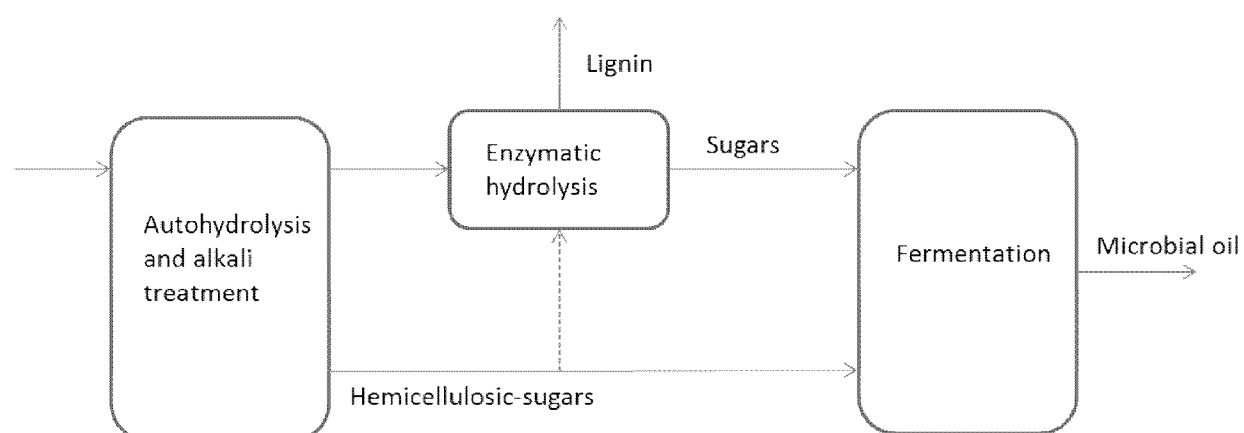 Lignin
Enzymatic
hydrolysis
Sugars
Autohydrolysis
and alkali
treatment
Fermentation
Microbial oil
Hemicellulosic-sugars